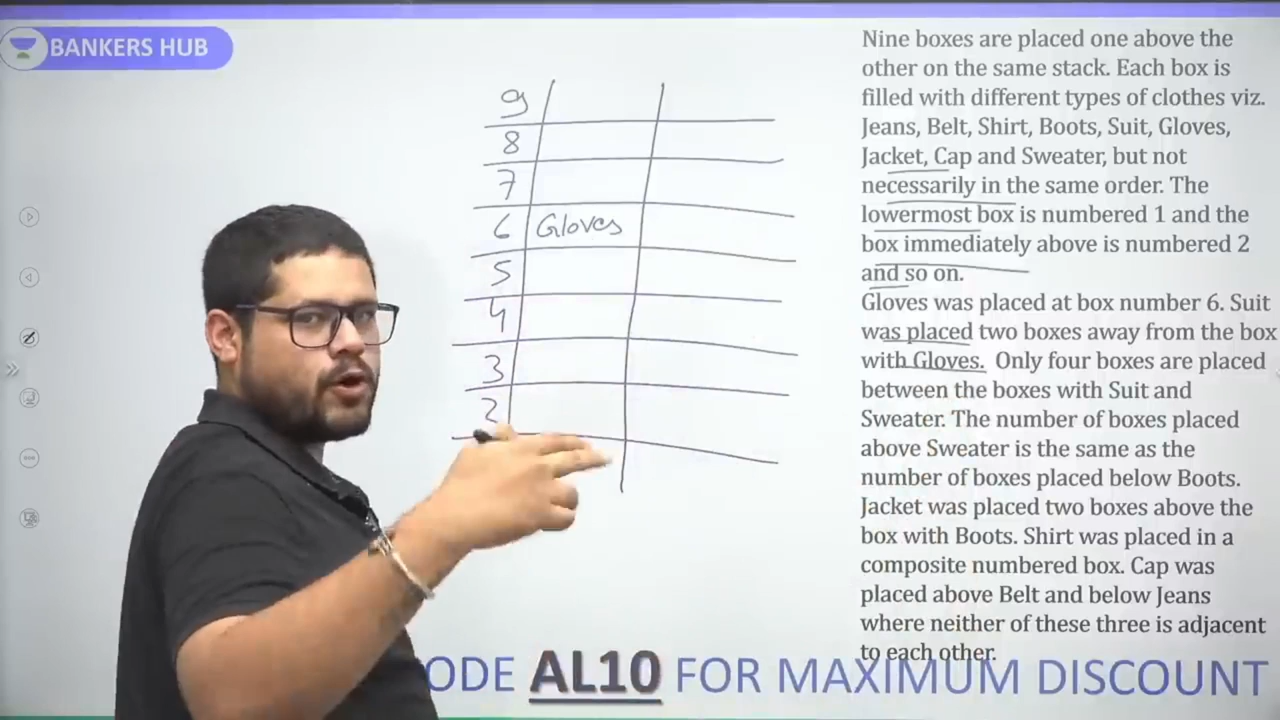 BANKERS HUB
Nine boxes are placed one above the
other on the same stack. Each box is
filled with different types of clothes viz.
Jeans, Belt, Shirt, Boots, Suit, Gloves,
Jacket, Cap and Sweater, but not
necessarily in the same order. The
lowermost box is numbered 1 and the
box immediately above is numbered 2
and so on.
Gloves was placed at box number 6. Suit
was placed two boxes away from the box
with Gloves. Only four boxes are placed
between the boxes with Suit and
Sweater. The number of boxes placed
above Sweater is the same as the
number of boxes placed below Boots.
Jacket was placed two boxes above the
box with Boots. Shirt was placed in a
composite numbered box. Cap was
placed above Belt and below Jeans
where neither of these three is adjacent
to each other.
9
8
7
6 Gloves
5
4
3
2
ODE AL10 FOR MAXIMUM DISCOUNT